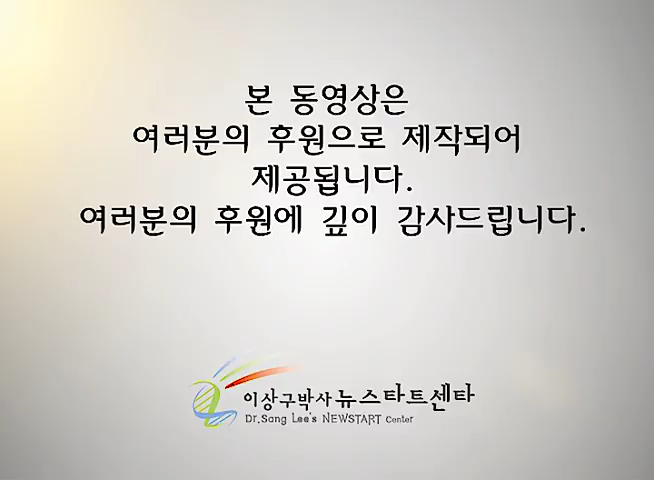 본 동영상은
여러분의 후원으로 제작되어
제공됩니다.
여러분의 후원에 깊이 감사드립니다.
이상구박사 뉴스타트센타
Dr.Sang Lee's NEWSTART Center